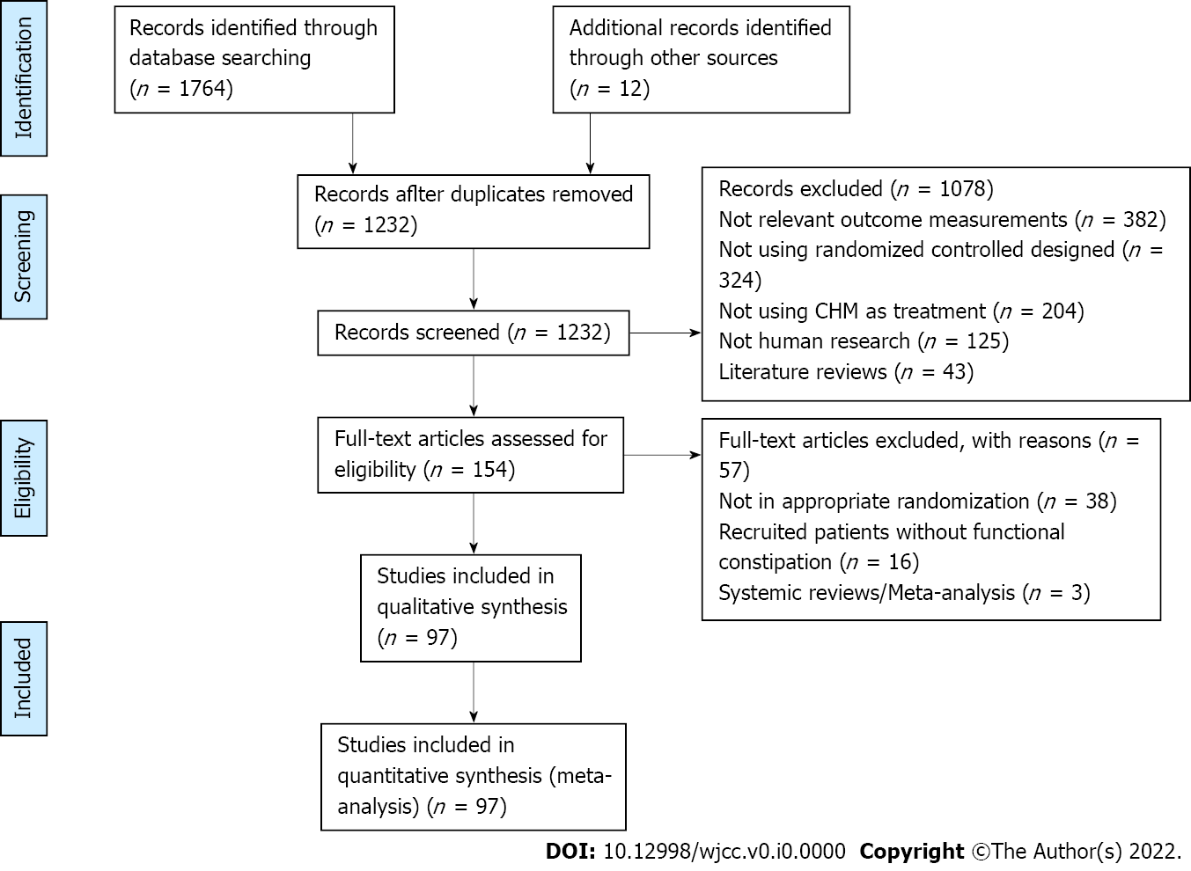 Identification
Records identified through
database searching
(n = 1764)
Additional records identified
through other sources
(n = 12)
Screening
Records aflter duplicates removed
(n = 1232)
Records screened (n = 1232)
Records excluded (n = 1078)
Not relevant outcome measurements (n = 382)
Not using randomized controlled designed (n =
324)
Not using CHM as treatment (n = 204)
Not human research (n = 125)
Literature reviews (n = 43)
Eligibility
Full-text articles assessed for
eligibility (n = 154)
Full-text articles excluded, with reasons (n =
57)
Not in appropriate randomization (n = 38)
Recruited patients without functional
constipation (n = 16)
Systemic reviews/Meta-analysis (n = 3)
Included
Studies included in
qualitative synthesis
(n = 97)
Studies included in
quantitative synthesis (meta-
analysis) (n = 97)
DOI: 10.12998/wjcc.v0.i0.0000 Copyright ©The Author(s) 2022.